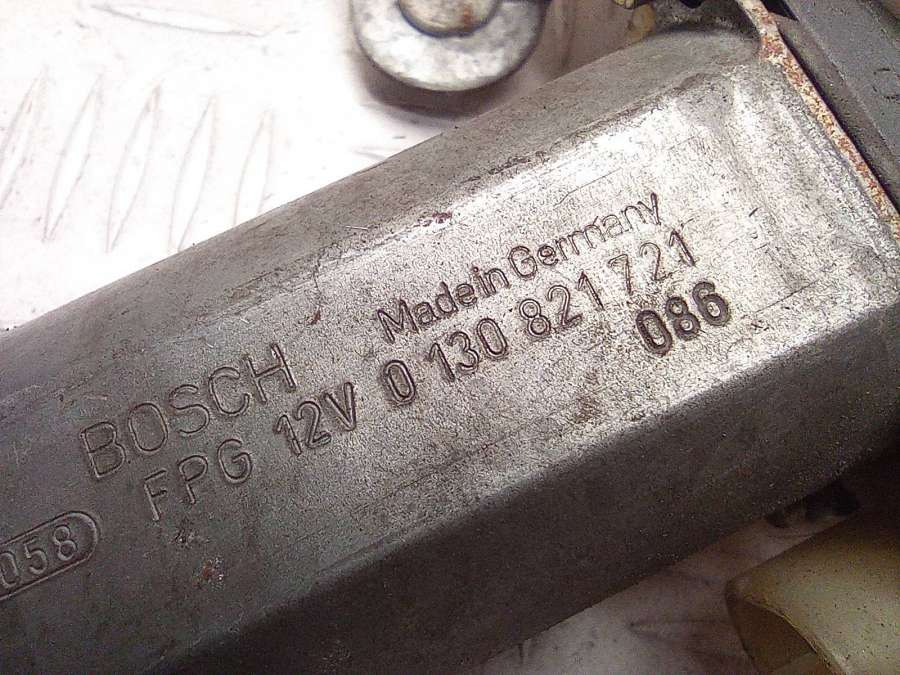 Made in Germany
BOSCH
FPG 12V 0 130 821 721
086
058